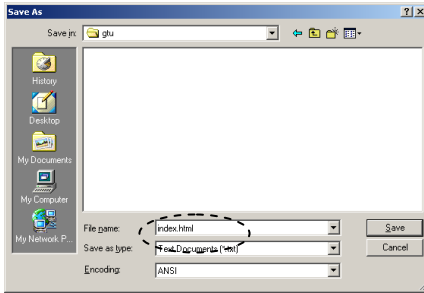 Save As
Save in:
gtu
History
Desktop
My Documents
My Computer
My Network P...
File name:
index.html
Save
Save as type:
Text Documents (*.txt)
Cancel
Encoding:
ANSI